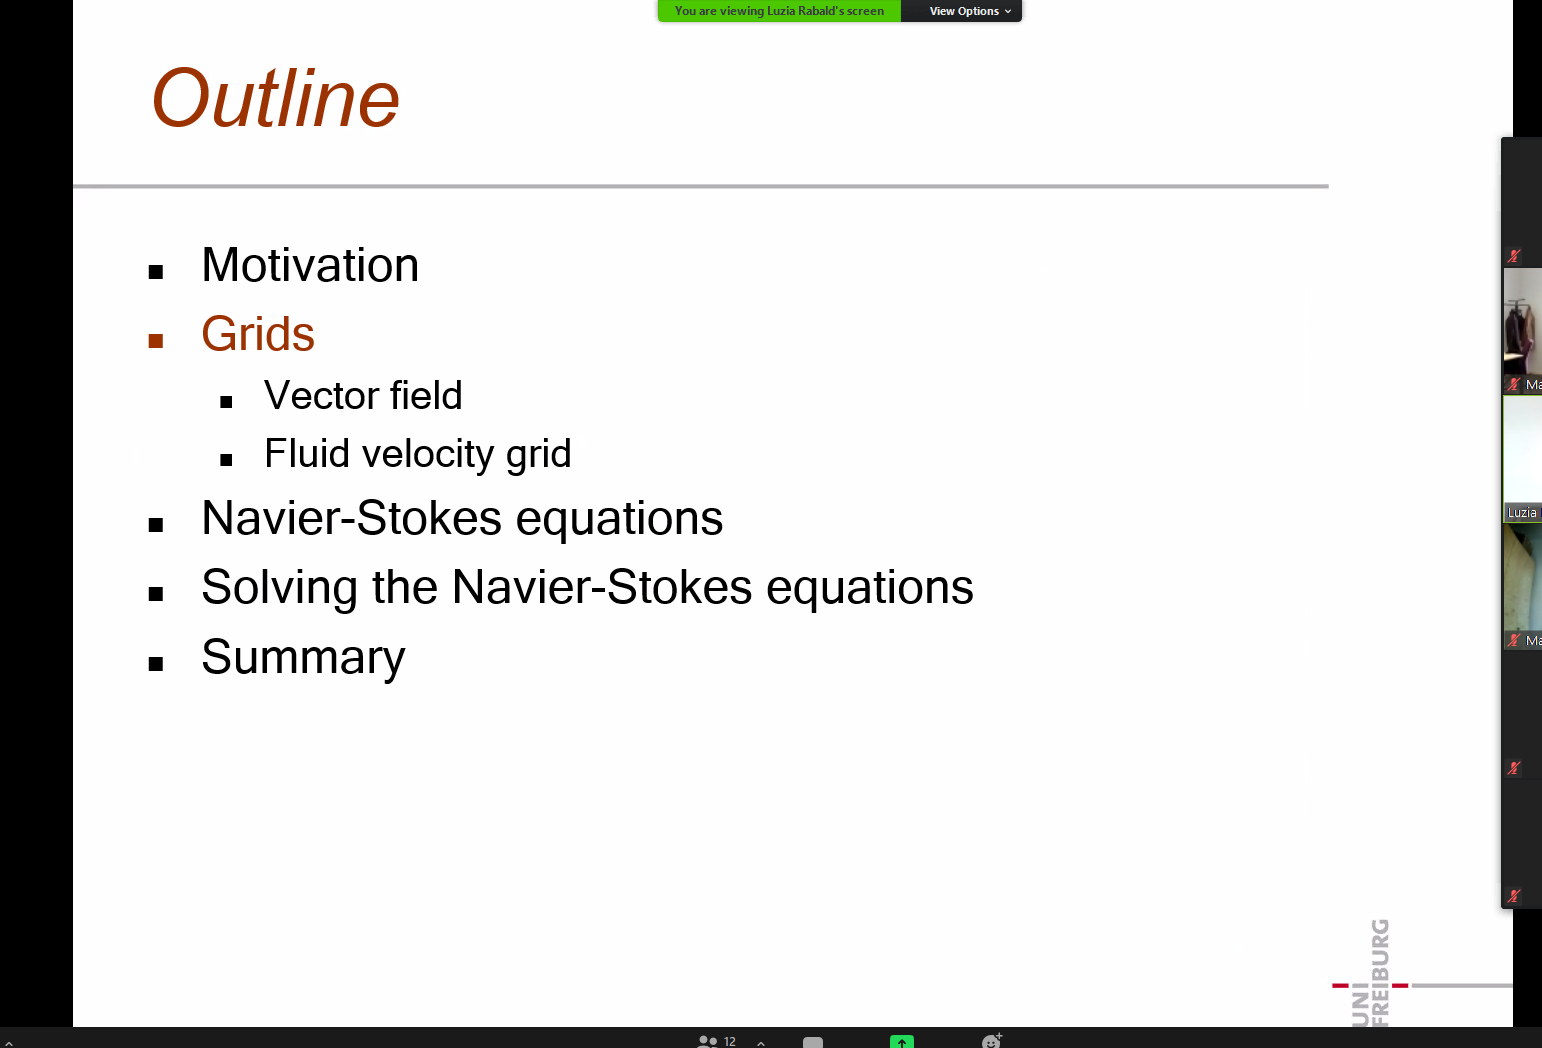 You are viewing Luzia Rabald's screen View Options
Outline
Motivation
Grids
Vector field
Fluid velocity grid
Navier-Stokes equations
Solving the Navier-Stokes equations
Summary
Ma
Luzia
Ma
UNI
FREIBURG
12